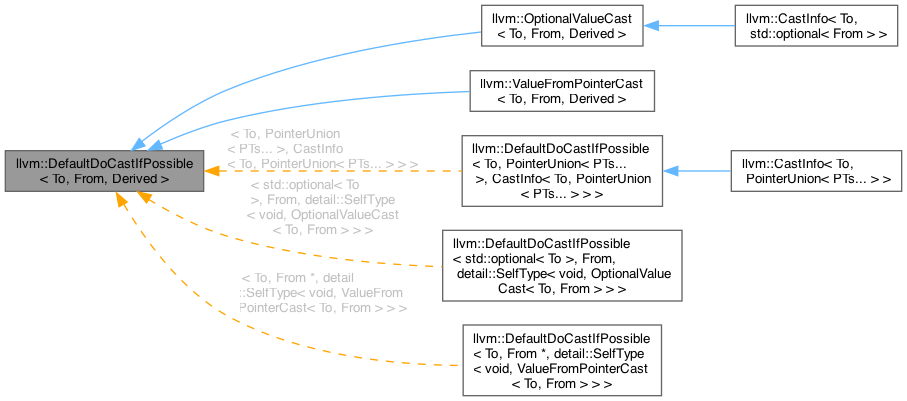 llvm::OptionalValueCast
< To, From, Derived >
llvm::CastInfo< To,
std::optional< From > >
llvm::ValueFromPointerCast
< To, From, Derived >
< To, PointerUnion
< PTs... >, CastInfo
< To, PointerUnion< PTs... > > >
llvm::DefaultDoCastIfPossible
< To, From, Derived >
llvm::DefaultDoCastIfPossible
< To, PointerUnion< PTs...
>, CastInfo< To, PointerUnion
< PTs... > > >
llvm::CastInfo< To,
PointerUnion< PTs... > >
< std::optional< To
>, From, detail::SelfType
< void, OptionalValueCast
< To, From > > >
llvm::DefaultDoCastIfPossible
< std::optional< To >, From,
detail::SelfType< void, OptionalValue
Cast< To, From > > >
< To, From *, detail
::SelfType< void, ValueFrom
PointerCast< To, From > > >
llvm::DefaultDoCastIfPossible
< To, From *, detail::SelfType
< void, ValueFromPointerCast
< To, From > > >